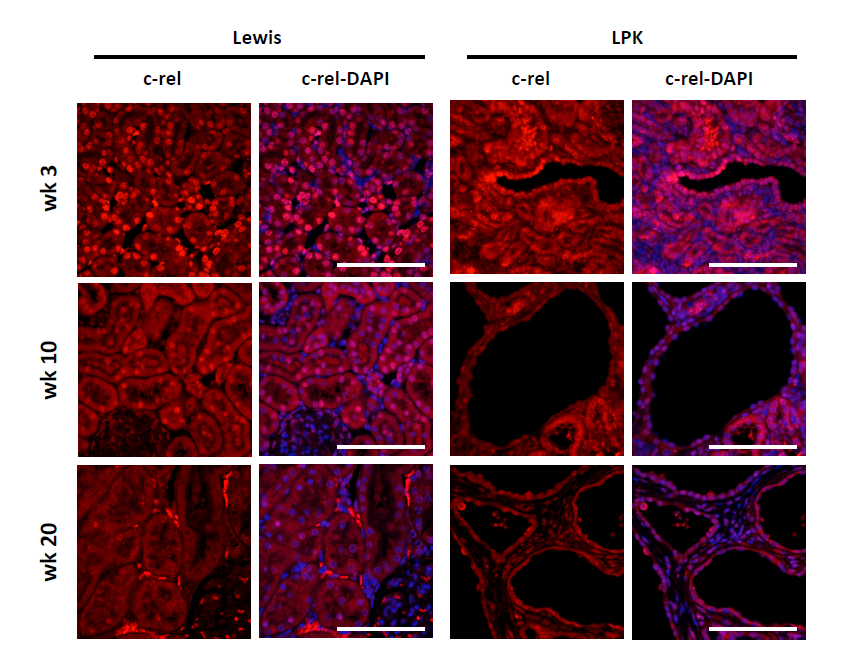 Lewis LPK
c-rel c-rel-DAPI c-rel c-rel-DAPI
wk 3
wk 10
wk 20